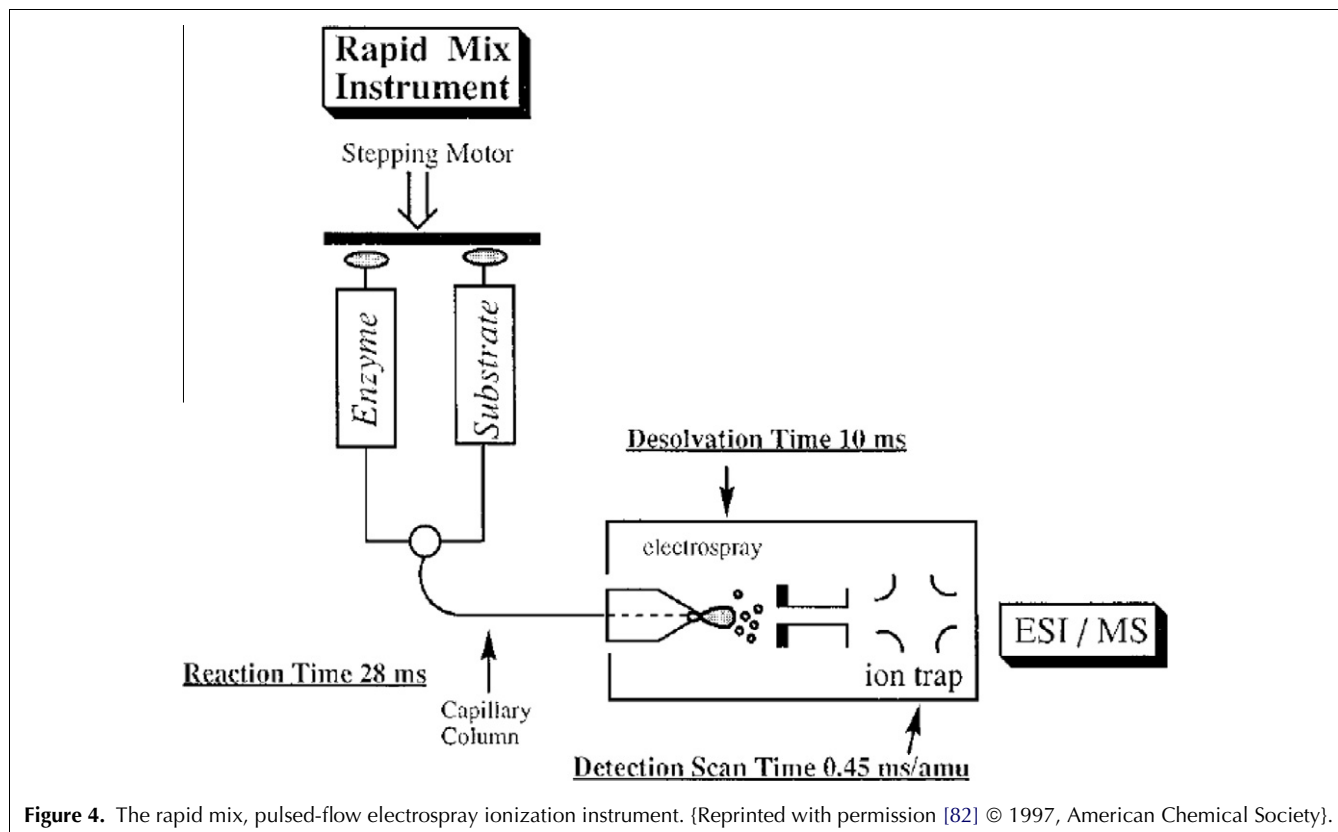 Rapid Mix
Instrument
Stepping Motor
Enzyme
Substrate
Desolvation Time 10 ms
electrospray
ESI / MS
ion trap
Reaction Time 28 ms
Capillary
Column
Detection Scan Time 0.45 ms/amu
Figure 4. The rapid mix, pulsed-flow electrospray ionization instrument. {Reprinted with permission [82] © 1997, American Chemical Society}.